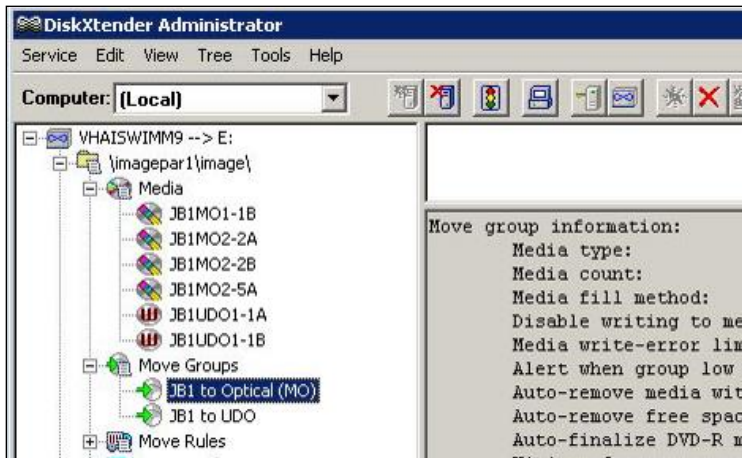 DiskXtender Administrator
Service Edit View Tree Tools Help
Computer: (Local)
VHAISWIMM9 --> E:
\imagepar1\image\
Media
JB1MO1-1B
JB1MO2-2A
JB1MO2-2B
JB1MO2-5A
JB1UDO1-1A
JB1UDO1-1B
Move Groups
JB1 to Optical (MO)
JB1 to UDO
Move Rules
Move group information:
Media type:
Media count:
Media fill method:
Disable writing to me
Media write-error lim
Alert when group low
Auto-remove media wit
Auto-remove free spac
Auto-finalize DVD-R m